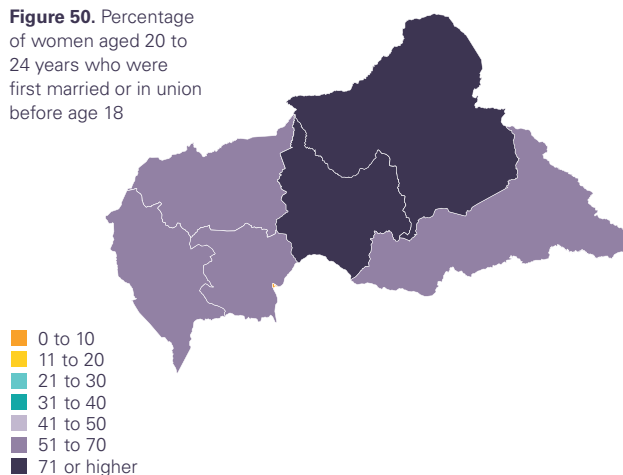 Figure 50. Percentage
of women aged 20 to
24 years who were
first married or in union
before age 18
0 to 10
11 to 20
21 to 30
31 to 40
41 to 50
51 to 70
71 or higher